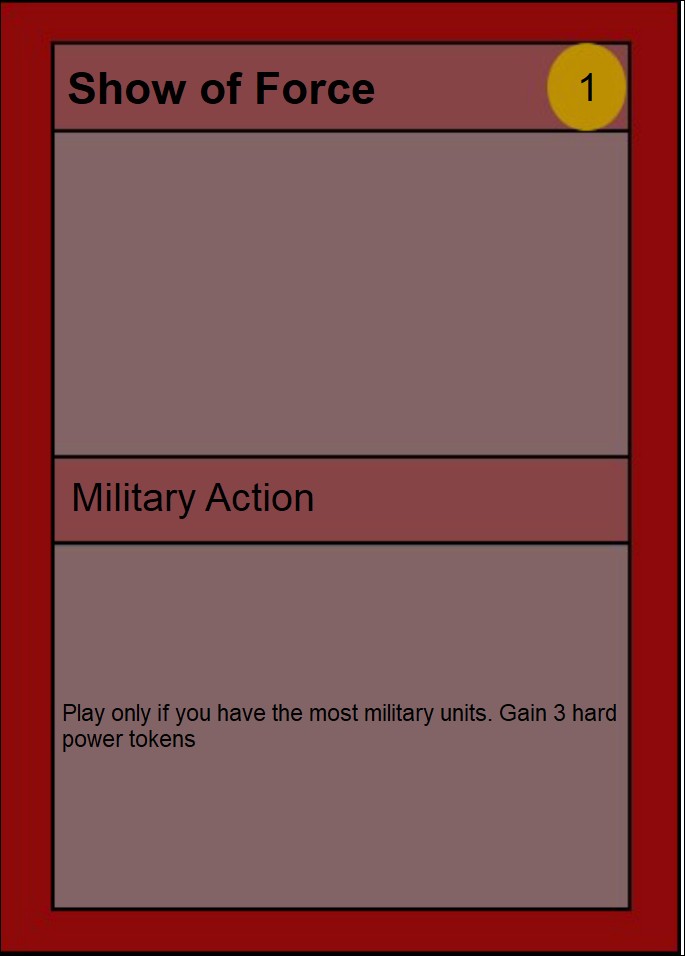 Show of Force
1
Military Action
Play only if you have the most military units. Gain 3 hard
power tokens